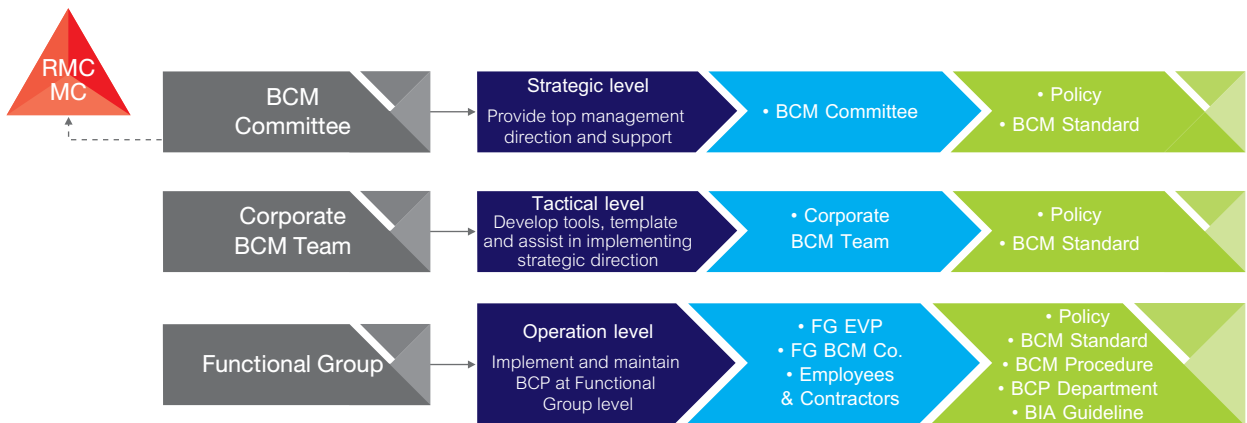 RMC
MC
BCM
Committee
Strategic level
Provide top management
direction and support
• BCM Committee
• Policy
• BCM Standard
Corporate
BCM Team
Tactical level
Develop tools, template
and assist in implementing
strategic direction
• Corporate
BCM Team
• Policy
• BCM Standard
Functional Group
Operation level
Implement and maintain
BCP at Functional
Group level
• FG EVP
• FG BCM Co.
• Employees
& Contractors
• Policy
• BCM Standard
• BCM Procedure
• BCP Department
• BIA Guideline